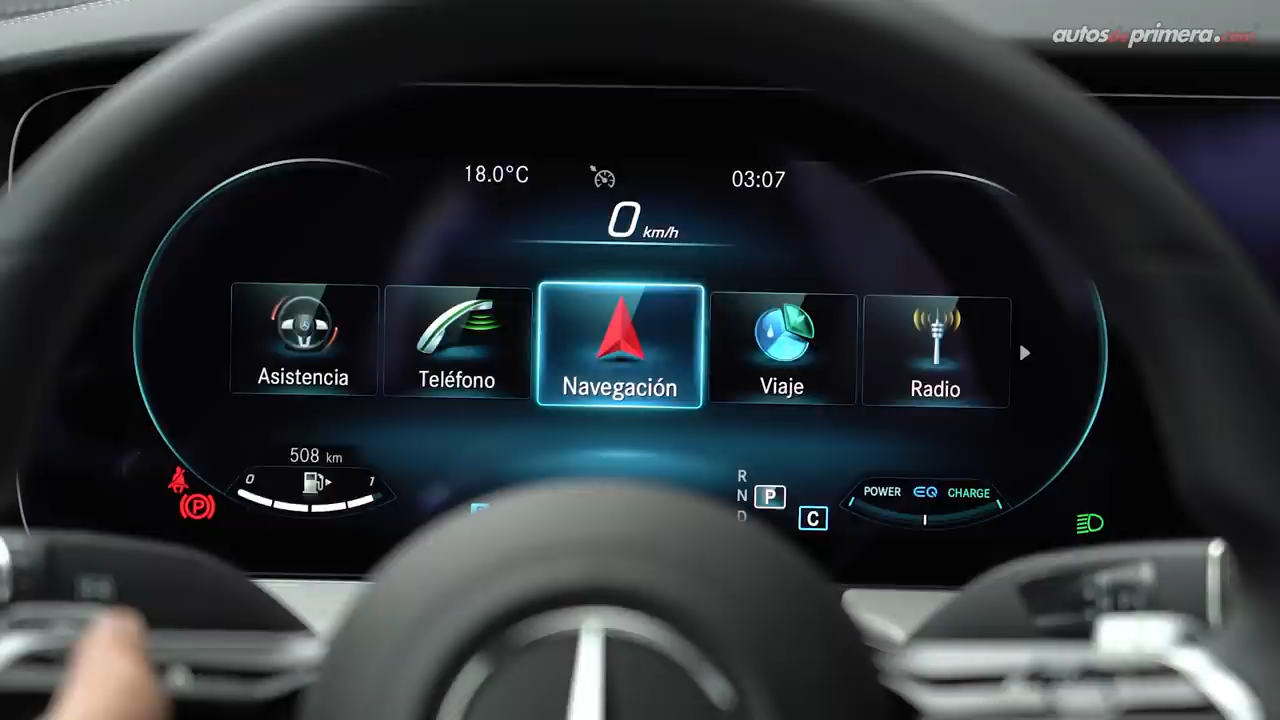 autosdeprimera.com
18.0°C
03:07
0 km/h
Asistencia
Teléfono
Navegación
Viaje
Radio
508 km
0
1
P
R
N
P
D
C
POWER EQ CHARGE